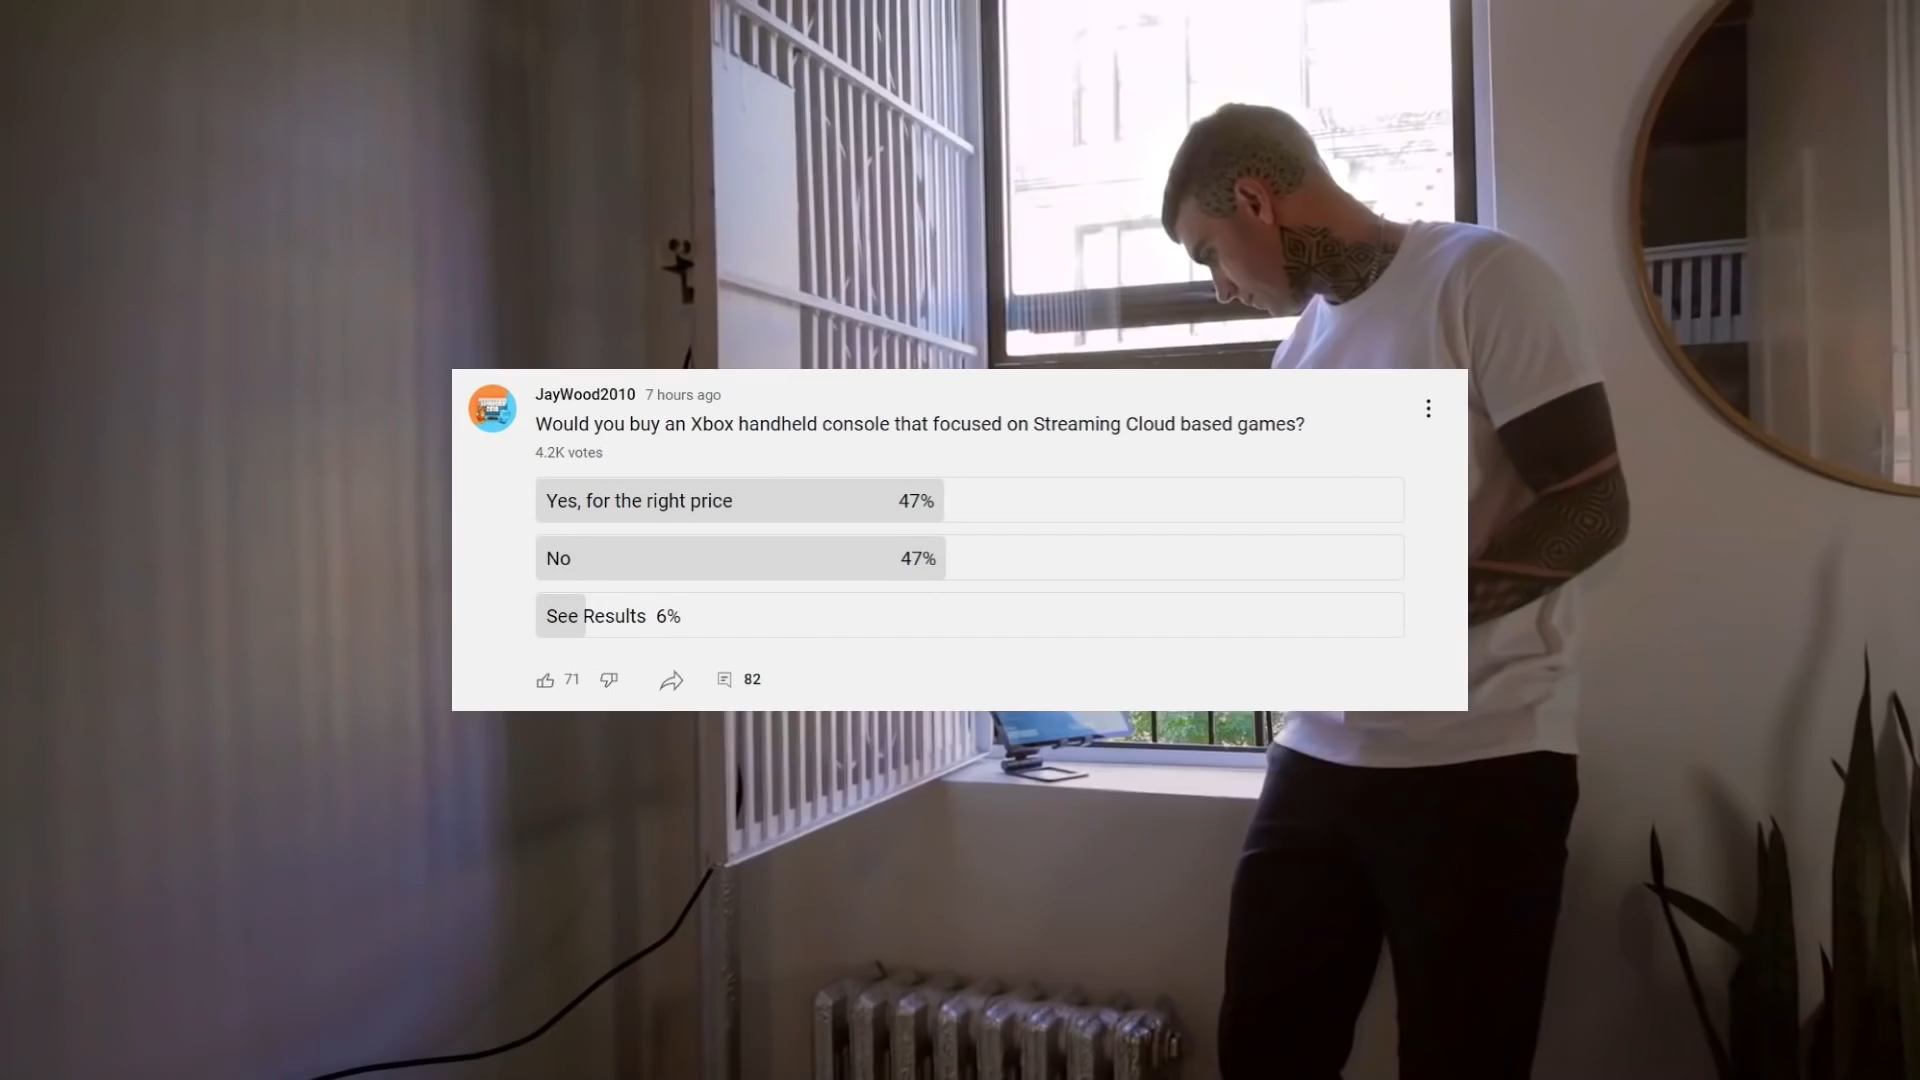 JayWood2010 7 hours ago
Would you buy an Xbox handheld console that focused on Streaming Cloud based games?
4.2K votes
Yes, for the right price 47%
No 47%
See Results 6%
71 82